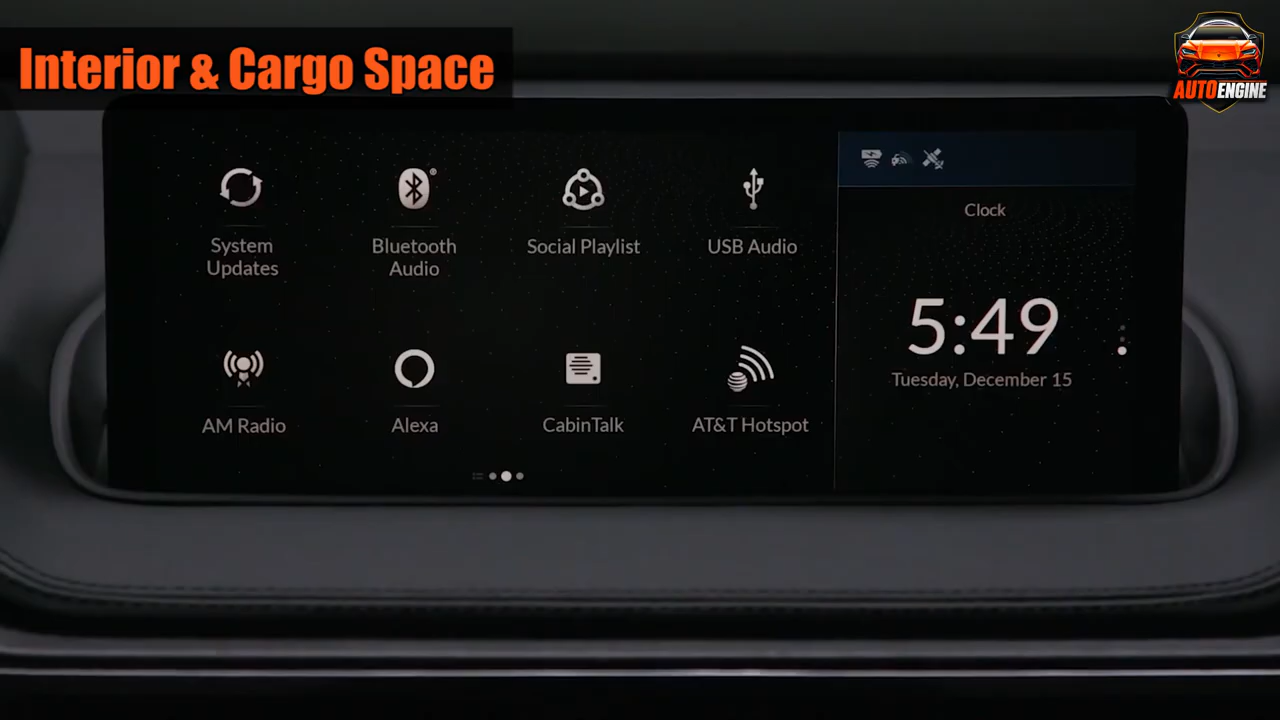 Interior & Cargo Space
AUTOENGINE
System
Updates
Bluetooth
Audio
Social Playlist
USB Audio
AM Radio
Alexa
CabinTalk
AT&T Hotspot
Clock
5:49
Tuesday, December 15